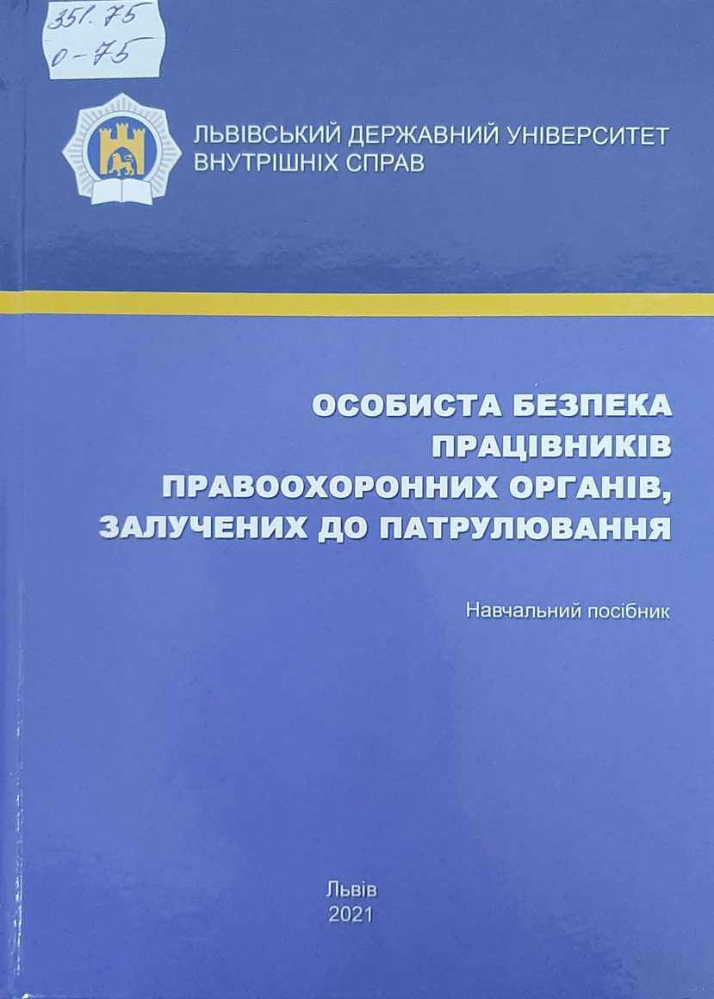 351.75
О-75
ЛЬВІВСЬКИЙ ДЕРЖАВНИЙ УНІВЕРСИТЕТ
ВНУТРІШНІХ СПРАВ
ОСОБИСТА БЕЗПЕКА
ПРАЦІВНИКІВ
ПРАВООХОРОННИХ ОРГАНІВ,
ЗАЛУЧЕНИХ ДО ПАТРУЛЮВАННЯ
Навчальний посібник
Львів
2021